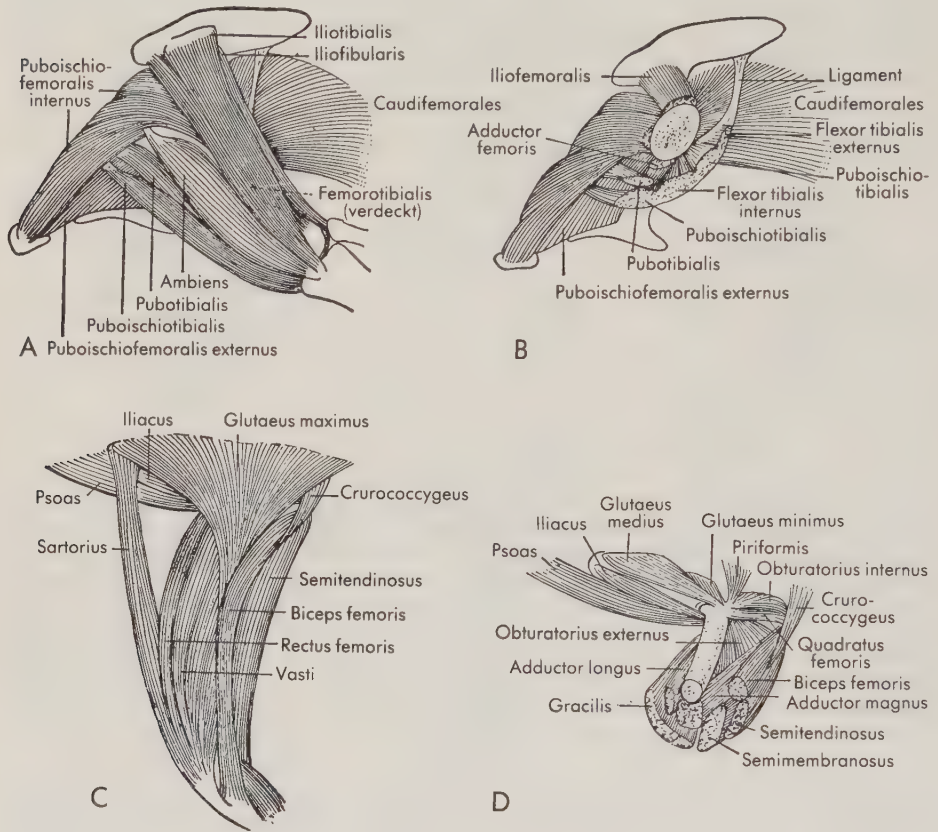 Iliotibialis
Iliofibularis
Puboischio-
femoralis
internus
Caudifemorales
Femorotibialis
(verdeckt)
Ambiens
Pubotibialis
Puboischiotibialis
A Puboischiofemoralis externus
Iliofemoralis
Ligament
Caudifemorales
Adductor
femoris
Flexor tibialis
externus
Puboischio-
tibialis
Flexor tibialis
internus
Puboischiotibialis
Pubotibialis
Puboischiofemoralis externus
B
Iliacus
Glutaeus maximus
Psoas
Crurococcygeus
Sartorius
Semitendinosus
Biceps femoris
Rectus femoris
Vasti
C
Glutaeus
medius
Iliacus
Glutaeus minimus
Psoas
Piriformis
Obturatorius internus
Cruro-
coccygeus
Obturatorius externus
Quadratus
femoris
Adductor longus
Biceps femoris
Gracilis
Adductor magnus
Semitendinosus
Semimembranosus
D